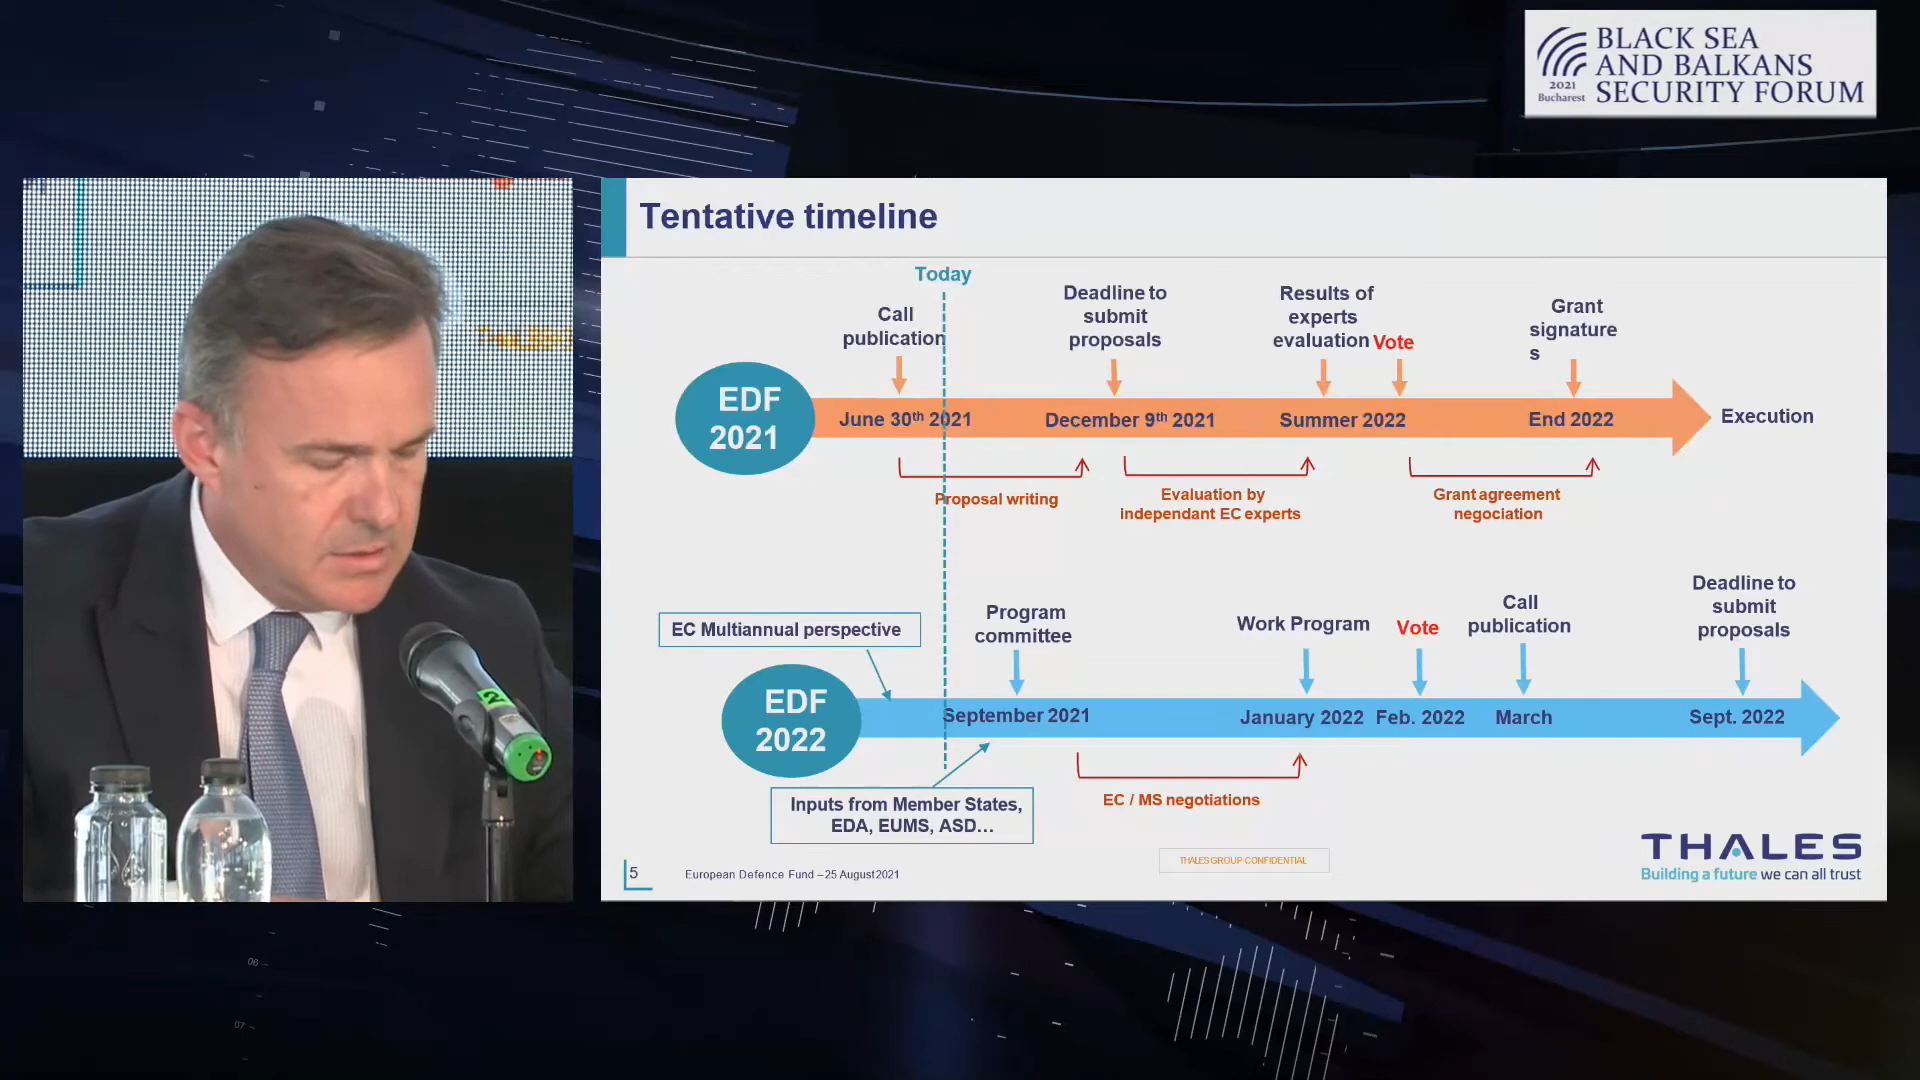 BLACK SEA
AND BALKANS
SECURITY FORUM
2021
Bucharest
Tentative timeline
Today
Call
publication
Deadline to
submit
proposals
Results of
experts
evaluation
Vote
Grant
signature
s
EDF
2021
June 30th 2021
December 9th 2021
Summer 2022
End 2022
Execution
Proposal writing
Evaluation by
independant EC experts
Grant agreement
negociation
EC Multiannual perspective
Program
committee
Work Program
Vote
Call
publication
Deadline to
submit
proposals
EDF
2022
September 2021
January 2022
Feb. 2022
March
Sept. 2022
Inputs from Member States,
EDA, EUMS, ASD...
EC / MS negotiations
THALES GROUP CONFIDENTIAL
THALES
Building a future we can all trust
5
European Defence Fund – 25 August 2021
2
06
07